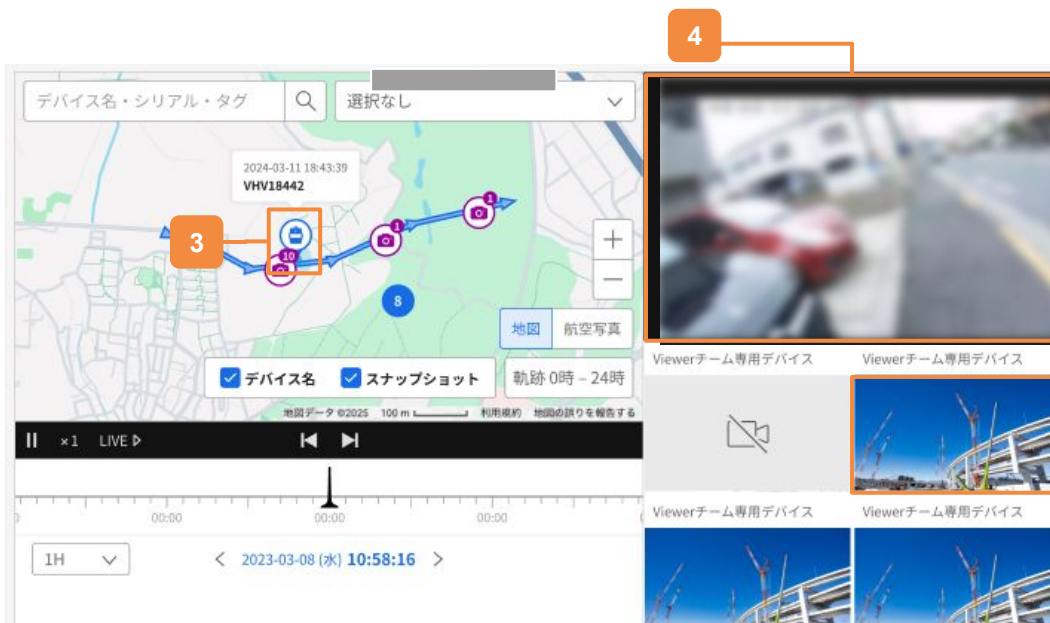 4
デバイス名・シリアル・タグ
選択なし
2024-03-11 18:43:39
VHV18442
3
1
1
10
8
+
−
地図
航空写真
デバイス名
スナップショット
軌跡 0時 – 24時
地図データ ©2025
100 m
利用規約
地図の誤りを報告する
×1
LIVE
00:00
00:00
00:00
1H
2023-03-08 (水) 10:58:16
Viewerチーム専用デバイス
Viewerチーム専用デバイス
Viewerチーム専用デバイス
Viewerチーム専用デバイス